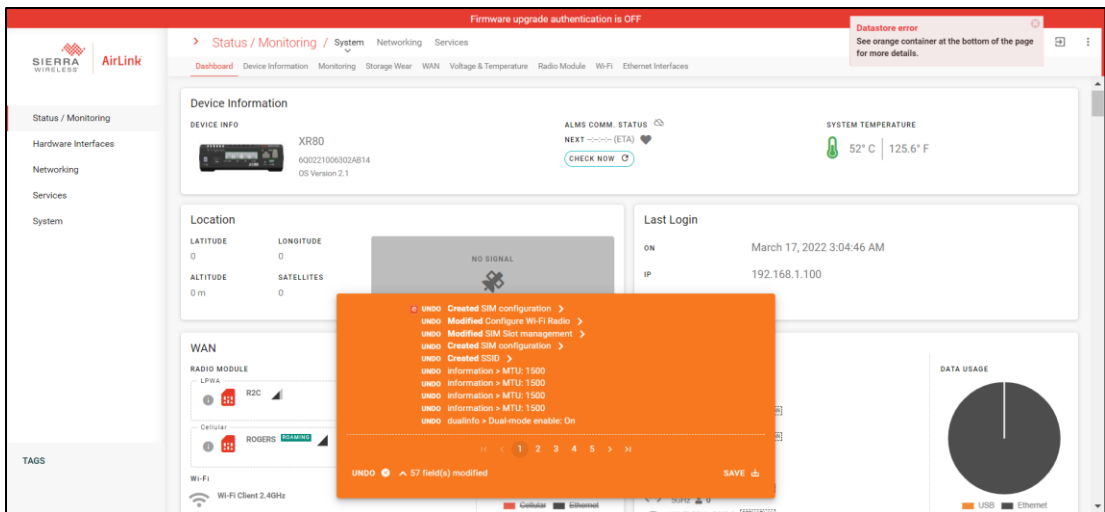 Firmware upgrade authentication is OFF
Datastore error
See orange container at the bottom of the page
for more details.
SIERRA
WIRELESS
AirLink
Status / Monitoring / System Networking Services
Dashboard Device Information Monitoring Storage Wear WAN Voltage & Temperature Radio Module Wi-Fi Ethernet Interfaces
Status / Monitoring
Hardware Interfaces
Networking
Services
System
TAGS
Device Information
DEVICE INFO
XR80
6Q0221006302AB14
OS Version 2.1
ALMS COMM. STATUS
NEXT --:--:-- (ETA)
CHECK NOW
SYSTEM TEMPERATURE
52° C | 125.6° F
Location
LATITUDE LONGITUDE
0 0
ALTITUDE SATELLITES
0 m 0
NO SIGNAL
Last Login
ON March 17, 2022 3:04:46 AM
IP 192.168.1.100
WAN
RADIO MODULE
LPWA
R2C
Cellular
ROGERS ROAMING
Wi-Fi
Wi-Fi Client 2.4GHz
Cellular Ethernet
5GHz 0
DATA USAGE
USB Ethernet
UNDO Created SIM configuration >
UNDO Modified Configure Wi-Fi Radio >
UNDO Modified SIM Slot management >
UNDO Created SIM configuration >
UNDO Created SSID >
UNDO information > MTU: 1500
UNDO information > MTU: 1500
UNDO information > MTU: 1500
UNDO information > MTU: 1500
UNDO dualinfo > Dual-mode enable: On
1 2 3 4 5
UNDO 57 field(s) modified SAVE